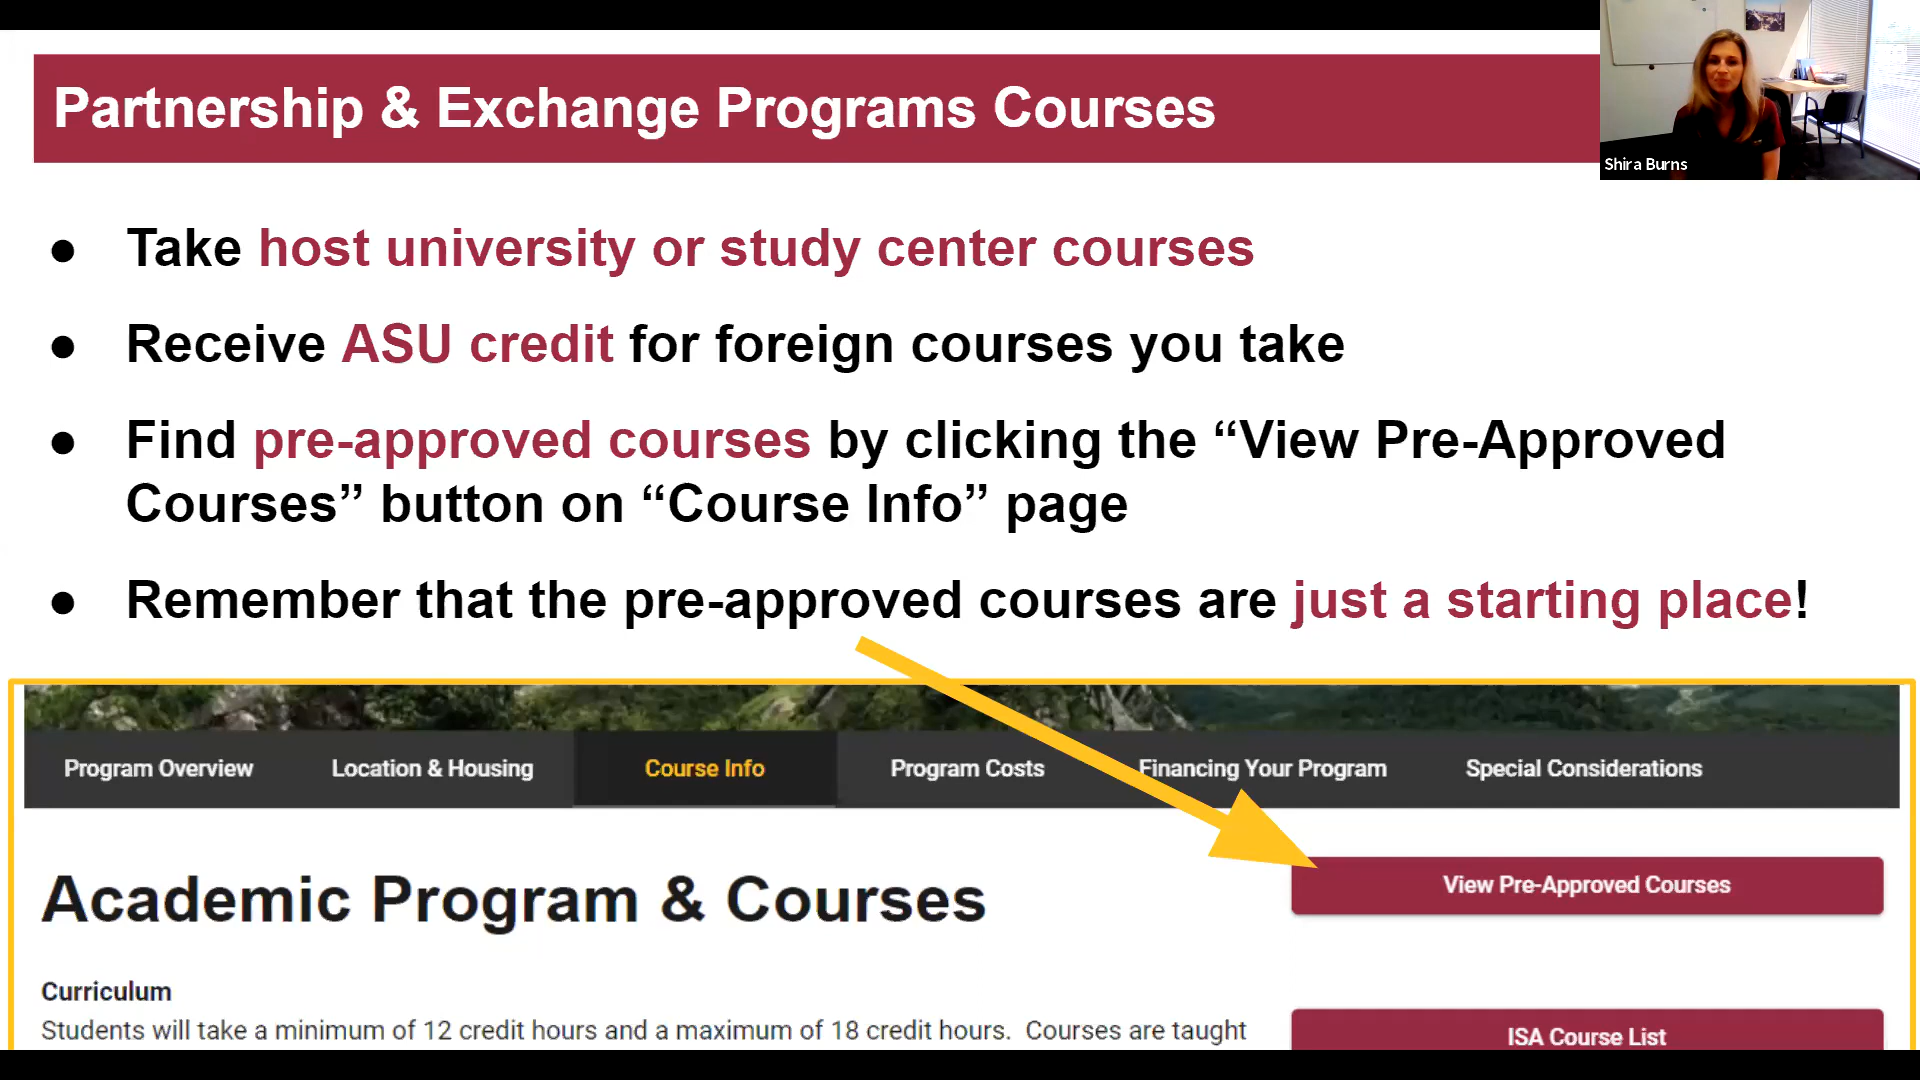 Partnership & Exchange Programs Courses
Shira Burns
● Take host university or study center courses
● Receive ASU credit for foreign courses you take
● Find pre-approved courses by clicking the “View Pre-Approved
Courses” button on “Course Info” page
● Remember that the pre-approved courses are just a starting place!
Program Overview Location & Housing Course Info Program Costs Financing Your Program Special Considerations
View Pre-Approved Courses
Academic Program & Courses
Curriculum
Students will take a minimum of 12 credit hours and a maximum of 18 credit hours. Courses are taught
ISA Course List